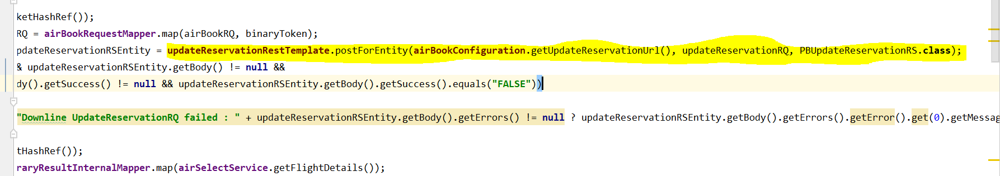 ketHashRef());
RQ = airBookRequestMapper.map(airBookRQ, binaryToken);
pdateReservationRSEntity = updateReservationRestTemplate.postForEntity(airBookConfiguration.getUpdateReservationUrl(), updateReservationRQ, PBUpdateReservationRS.class);
& updateReservationRSEntity.getBody() != null &&
dy().getSuccess() != null && updateReservationRSEntity.getBody().getSuccess().equals("FALSE"))
"Downline UpdateReservationRQ failed : " + updateReservationRSEntity.getBody().getErrors() != null ? updateReservationRSEntity.getBody().getErrors().getError().get(0).getMessag
tHashRef());
raryResultInternalMapper.map(airSelectService.getFlightDetails());